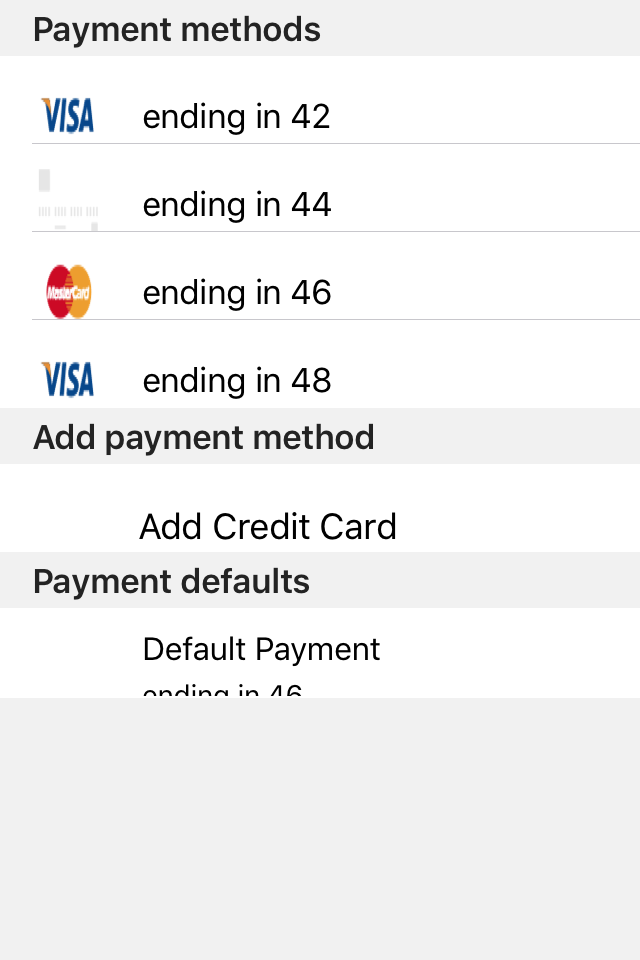 Payment methods
VISA ending in 42
ending in 44
MasterCard ending in 46
VISA ending in 48
Add payment method
Add Credit Card
Payment defaults
Default Payment
ending in 46